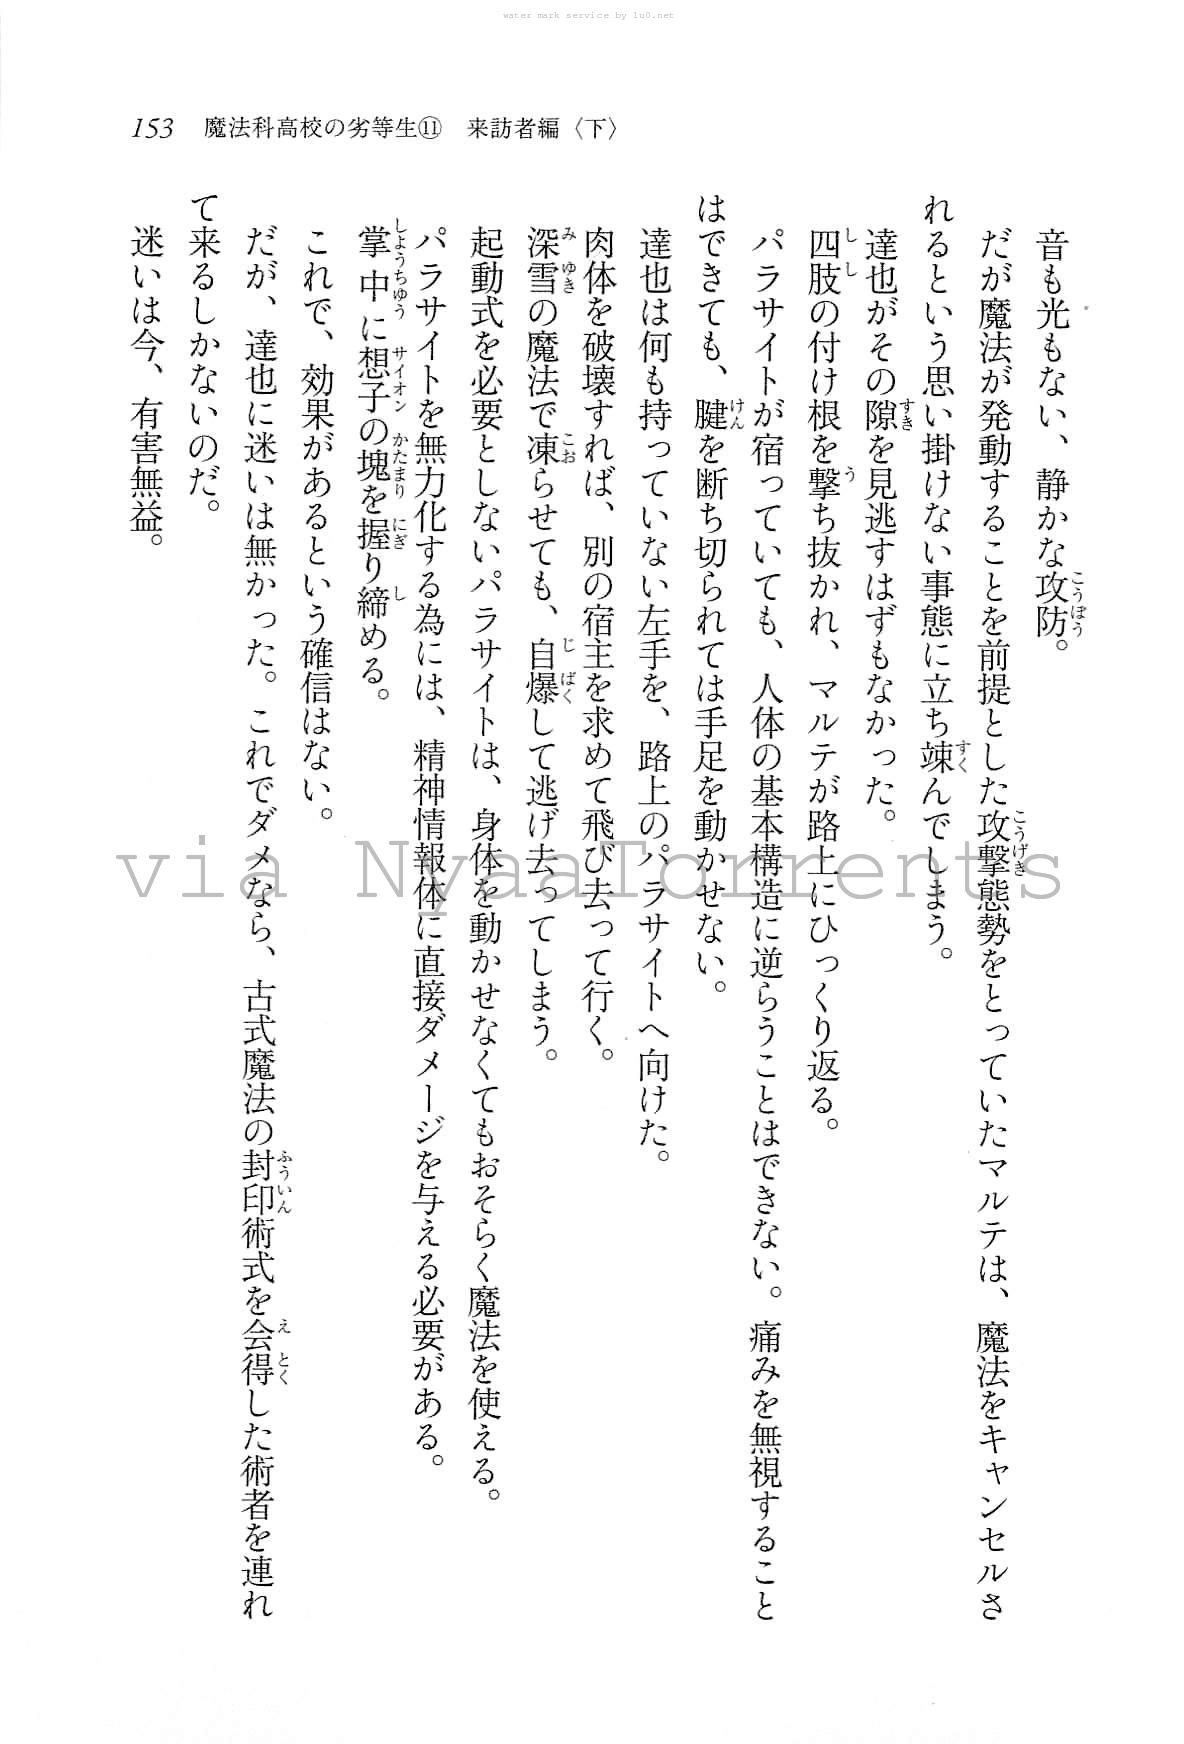 water mark service by lu0.net
153 魔法科高校の劣等生⑪ 来訪者編〈下〉
音も光もない、静かな攻防。
だが魔法が発動することを前提とした攻撃態勢をとっていたマルテは、魔法をキャンセルさ
れるという思い掛けない事態に立ち竦んでしまう。
達也がその隙を見逃すはずもなかった。
四肢の付け根を撃ち抜かれ、マルテが路上にひっくり返る。
パラサイトが宿っていても、人体の基本構造に逆らうことはできない。痛みを無視すること
はできても、腱を断ち切られては手足を動かせない。
達也は何も持っていない左手を、路上のパラサイトへ向けた。
肉体を破壊すれば、別の宿主を求めて飛び去って行く。
深雪の魔法で凍らせても、自爆して逃げ去ってしまう。
起動式を必要としないパラサイトは、身体を動かせなくてもおそらく魔法を使える。
パラサイトを無力化する為には、精神情報体に直接ダメージを与える必要がある。
掌中に想子の塊を握り締める。
これで、効果があるという確信はない。
だが、達也に迷いは無かった。これでダメなら、古式魔法の封印術式を会得した術者を連れ
て来るしかないのだ。
迷いは今、有害無益。
via NyaaTorrents